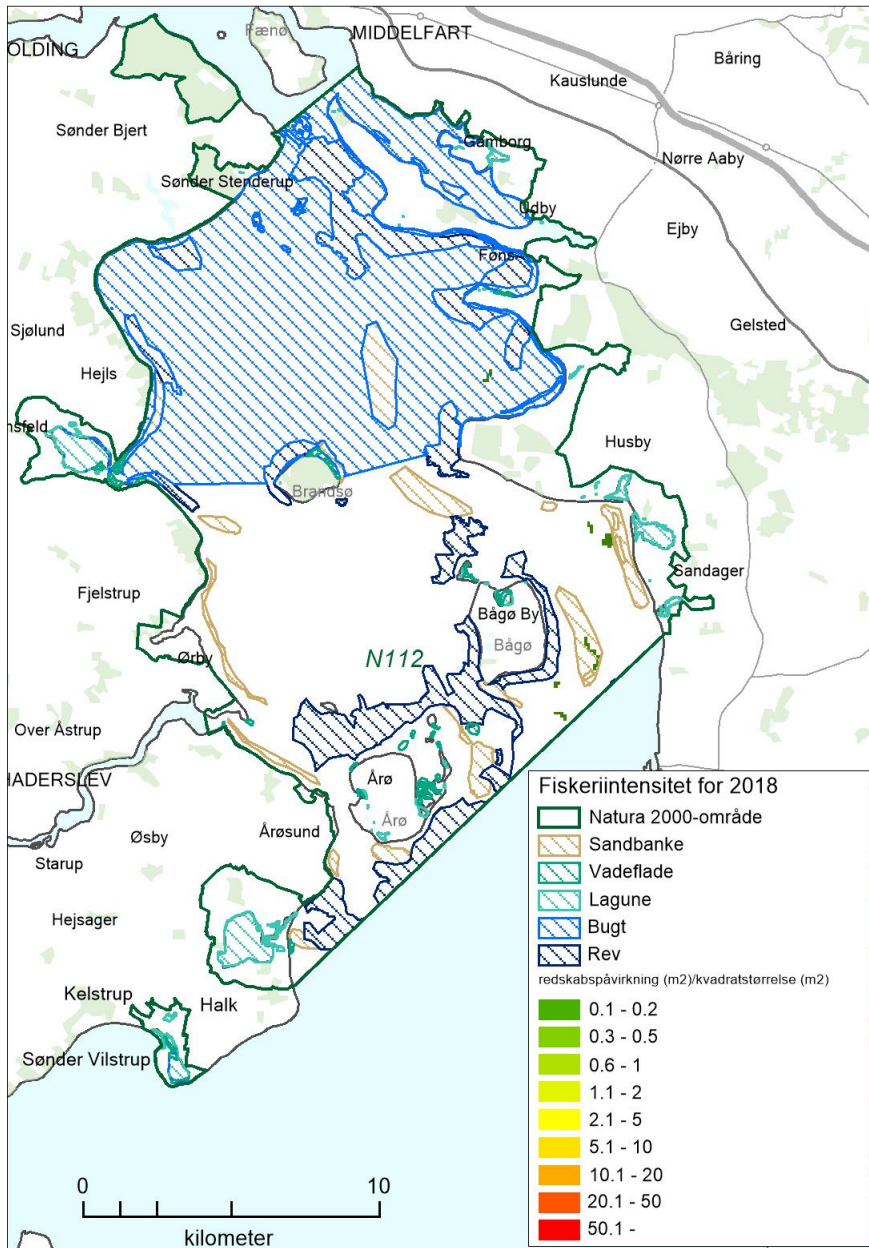 Fænø
MIDDELFART
OLDING
Båring
Kauslunde
Sønder Bjert
Gamborg
Nørre Aaby
Sønder Stenderup
Udby
Ejby
Føns
Sjølund
Gelsted
Hejls
nsfeld
Husby
Brandsø
Sandager
Fjelstrup
Bågø By
Bågø
N112
Ørby
Over Åstrup
HADERSLEV
Årø
Årø
Årøsund
Øsby
Starup
Hejsager
Kelstrup
Halk
Sønder Vilstrup
0 10
kilometer
Fiskeriintensitet for 2018
Natura 2000-område
Sandbanke
Vadeflade
Lagune
Bugt
Rev
redskabspåvirkning (m2)/kvadratstørrelse (m2)
0.1 - 0.2
0.3 - 0.5
0.6 - 1
1.1 - 2
2.1 - 5
5.1 - 10
10.1 - 20
20.1 - 50
50.1 -